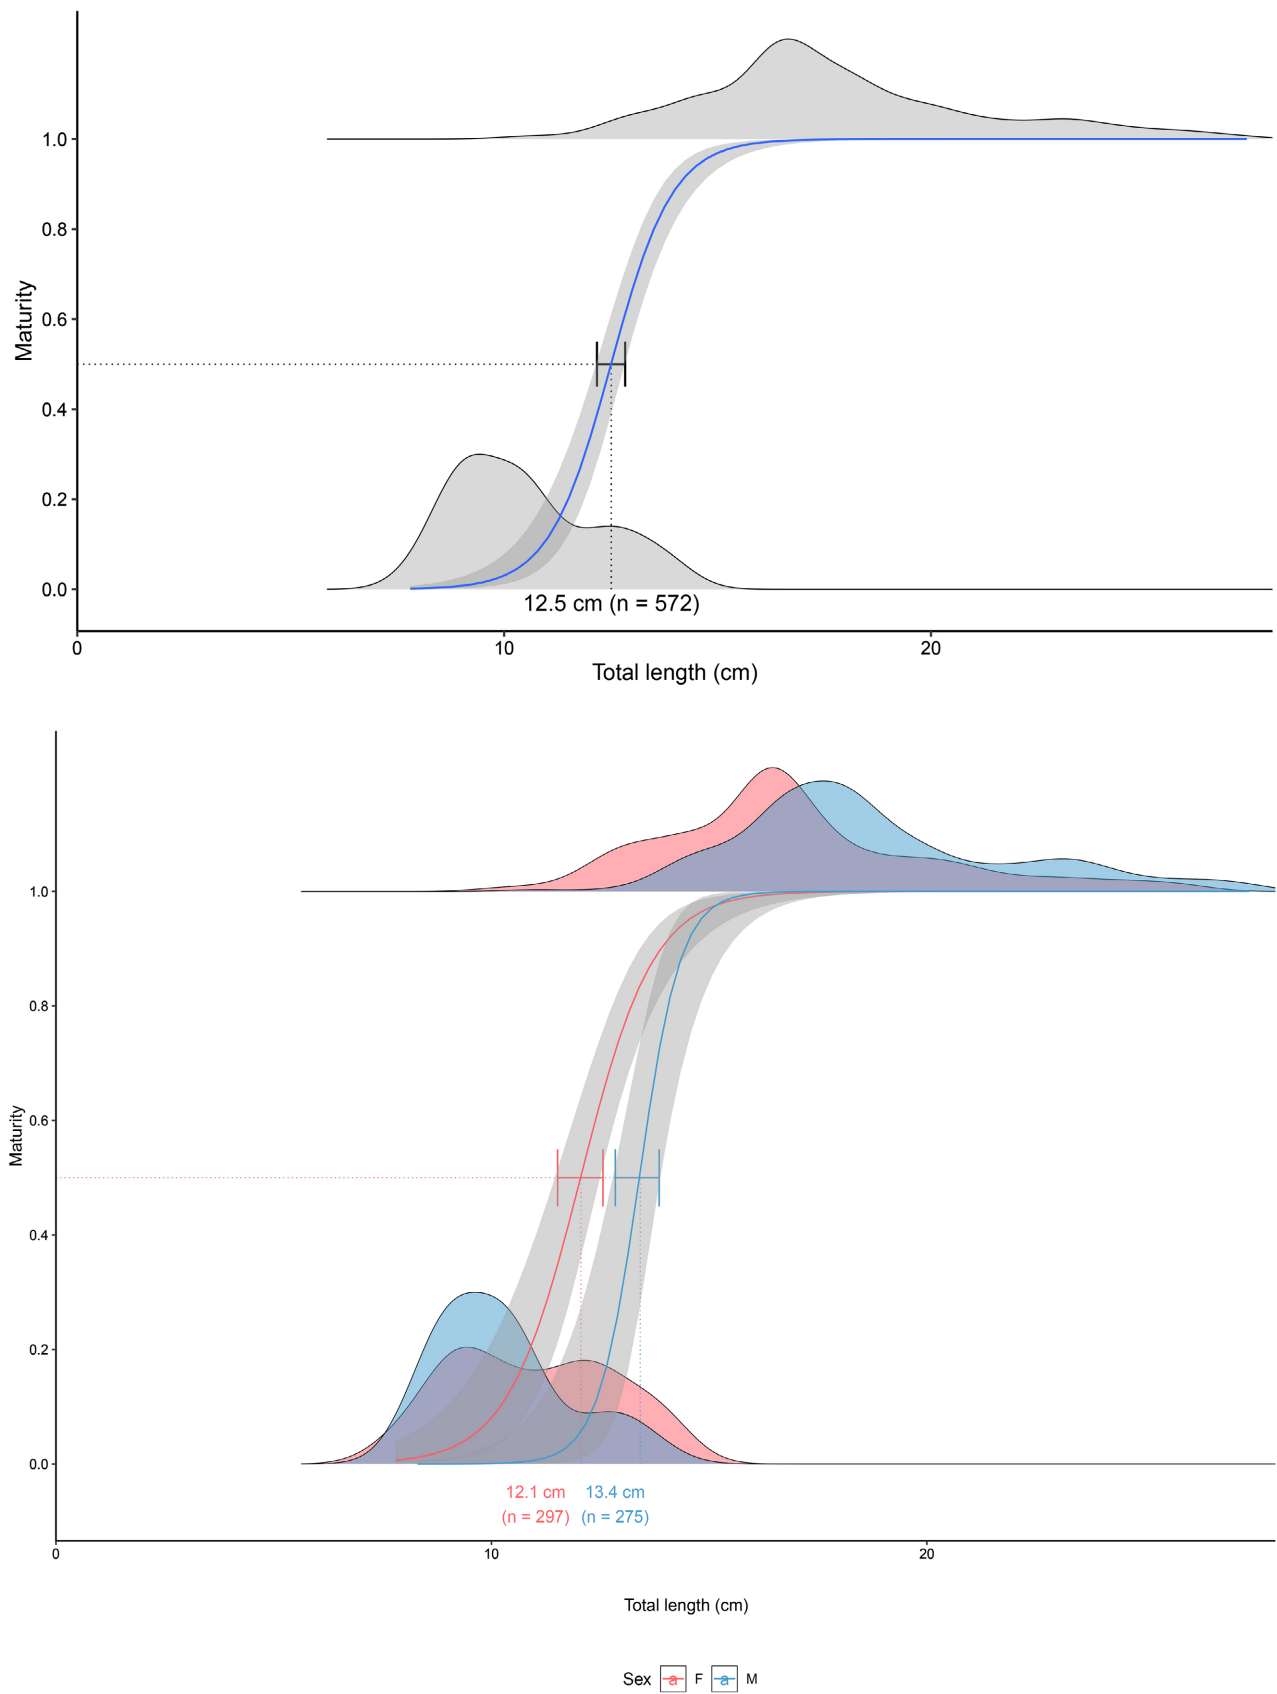 1.0
0.8
0.6
0.4
0.2
0.0
Maturity
12.5 cm (n = 572)
0 10 20
Total length (cm)
1.0
0.8
0.6
0.4
0.2
0.0
Maturity
12.1 cm 13.4 cm
(n = 297) (n = 275)
0 10 20
Total length (cm)
Sex a F a M